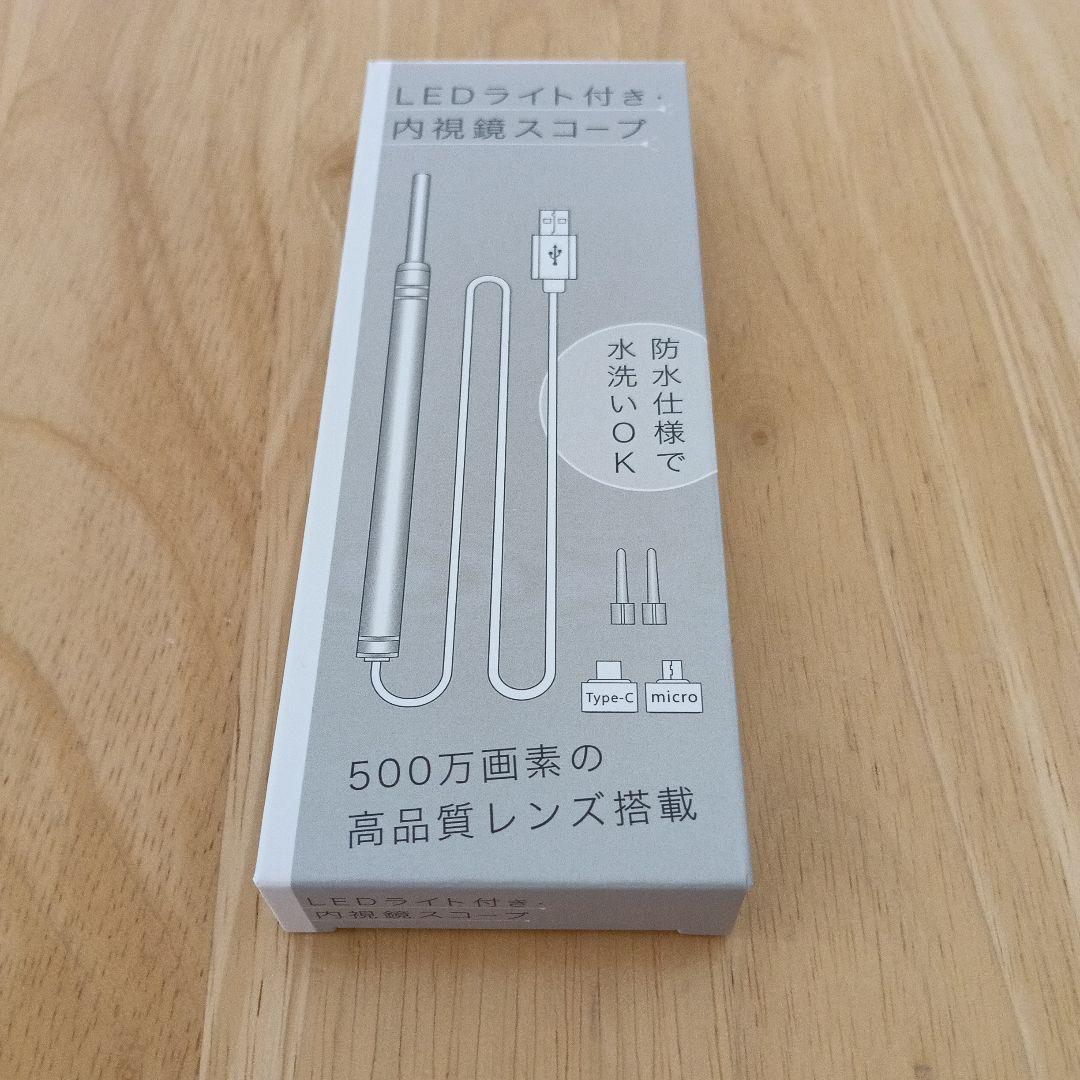 LEDライト付き・
内視鏡スコープ
防水仕様で
水洗いOK
Type-C
micro
500万画素の
高品質レンズ搭載
LEDライト付き・
内視鏡スコープ